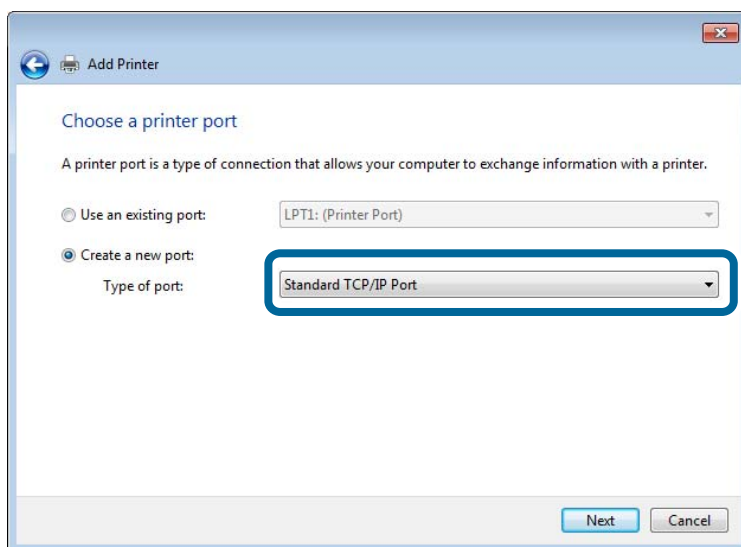 Add Printer
Choose a printer port
A printer port is a type of connection that allows your computer to exchange information with a printer.
Use an existing port: LPT1: (Printer Port)
Create a new port:
Type of port: Standard TCP/IP Port
Next Cancel